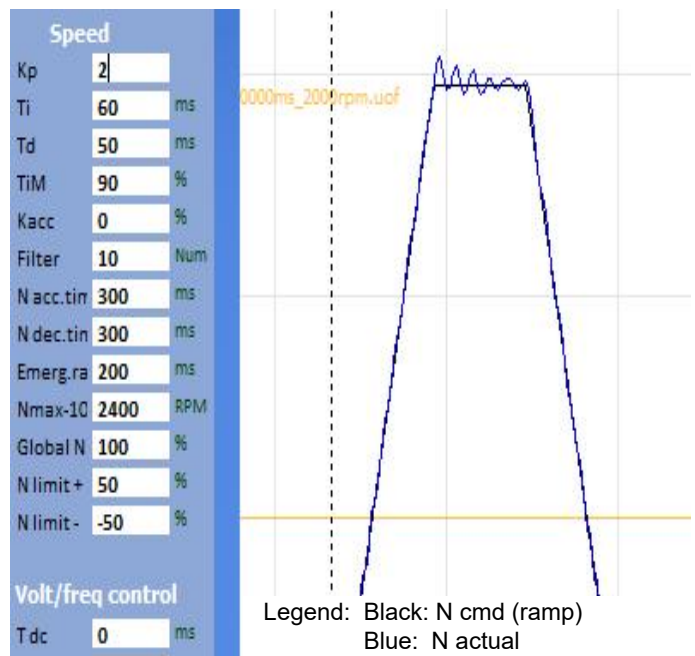 Speed
Kp 2
Ti 60 ms
Td 50 ms
TiM 90 %
Kacc 0 %
Filter 10 Num
N acc.tim 300 ms
N dec.tin 300 ms
Emerg.ra 200 ms
Nmax-10 2400 RPM
Global N 100 %
N limit + 50 %
N limit - -50 %
Volt/freq control
T dc 0 ms
0000ms_2000rpm.uof
Legend: Black: N cmd (ramp)
Blue: N actual